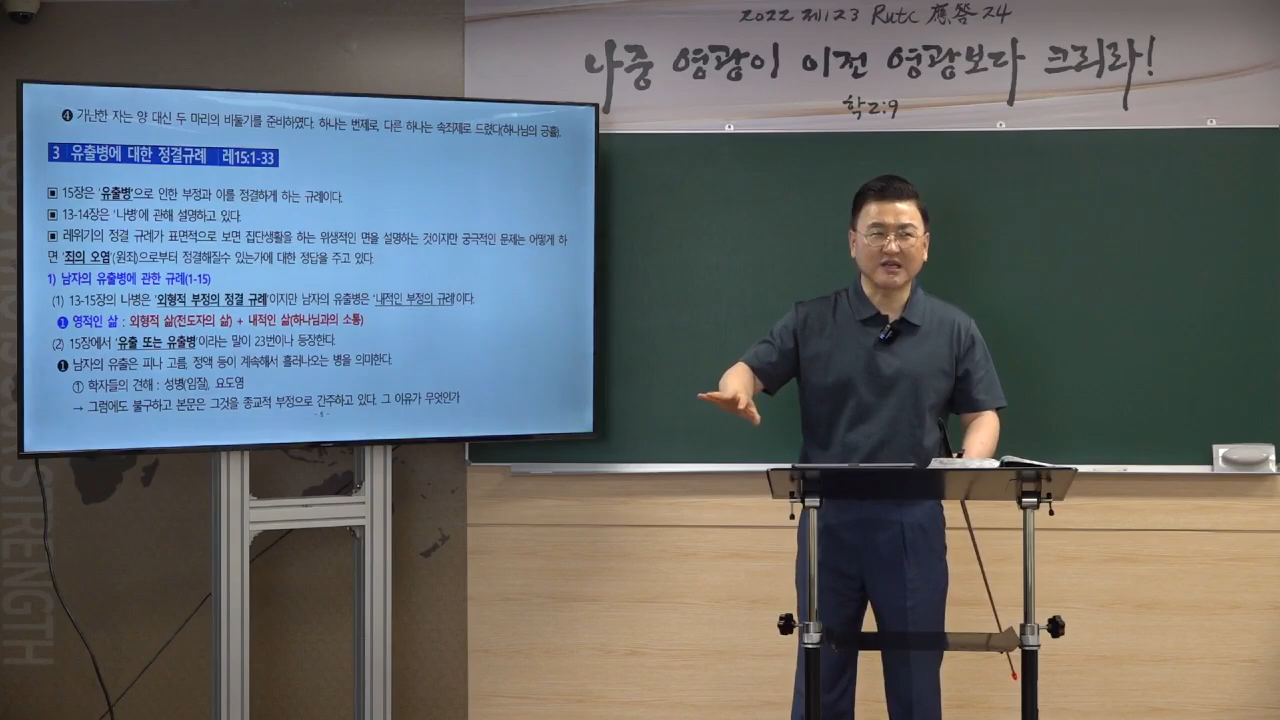 2022 제123 Rutc 應答 24
나중 영광이 이전 영광보다 크리라!
학2:9
❹ 가난한 자는 양 대신 두 마리의 비둘기를 준비하였다. 하나는 번제로, 다른 하나는 속죄제로 드렸다(하나님의 긍휼).
3 유출병에 대한 정결규례 레15:1-33
▣ 15장은 '유출병'으로 인한 부정과 이를 정결하게 하는 규례이다.
▣ 13-14장은 '나병'에 관해 설명하고 있다.
▣ 레위기의 정결 규례가 표면적으로 보면 집단생활을 하는 위생적인 면을 설명하는 것이지만 궁극적인 문제는 어떻게 하
면 '죄의 오염'(원죄)으로부터 정결해질수 있는가에 대한 정답을 주고 있다.
1) 남자의 유출병에 관한 규례(1-15)
(1) 13-15장의 나병은 '외형적 부정의 정결 규례'이지만 남자의 유출병은 '내적인 부정의 규례'이다.
❶ 영적인 삶 : 외형적 삶(전도자의 삶) + 내적인 삶(하나님과의 소통)
(2) 15장에서 '유출 또는 유출병'이라는 말이 23번이나 등장한다.
❶ 남자의 유출은 피나 고름, 정액 등이 계속해서 흘러나오는 병을 의미한다.
① 학자들의 견해 : 성병(임질), 요도염
→ 그럼에도 불구하고 본문은 그것을 종교적 부정으로 간주하고 있다. 그 이유가 무엇인가
- 5 -
STRENGTH